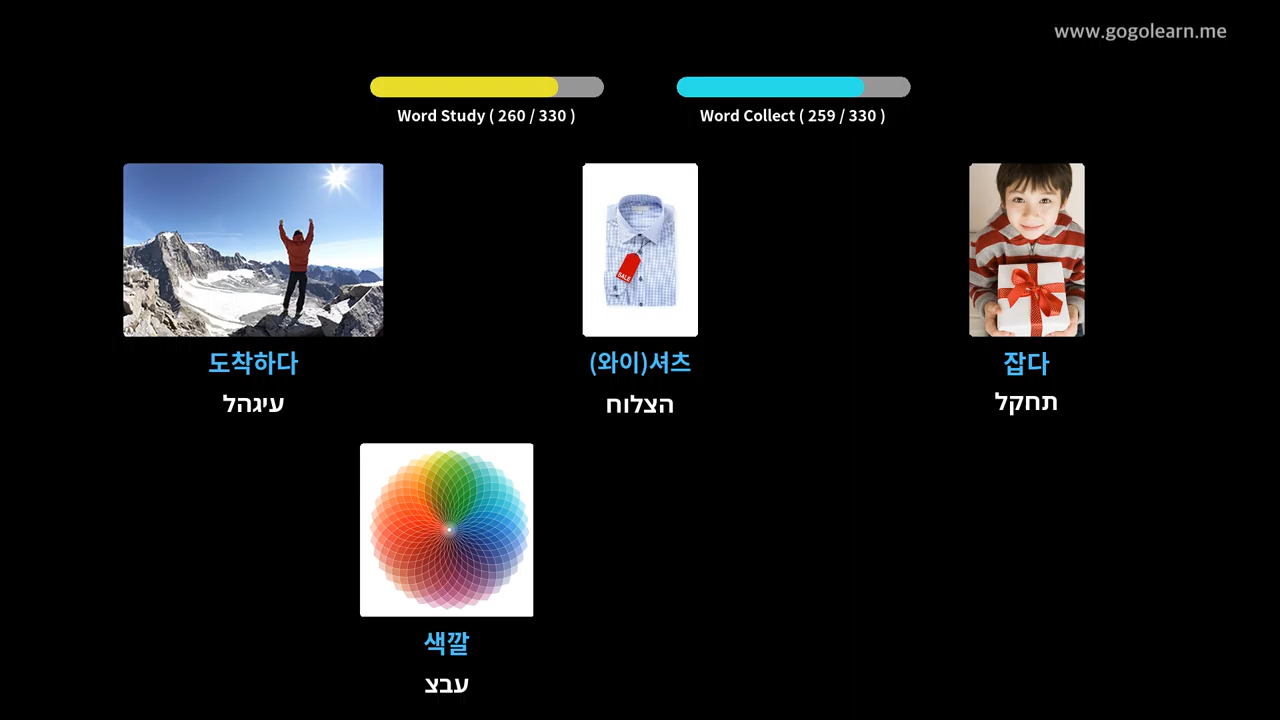 www.gogolearn.me
Word Study ( 260 / 330 )
Word Collect ( 259 / 330 )
SALE
도착하다
(와이)셔츠
잡다
עיגהל
הצלוח
תחקל
색깔
עבצ